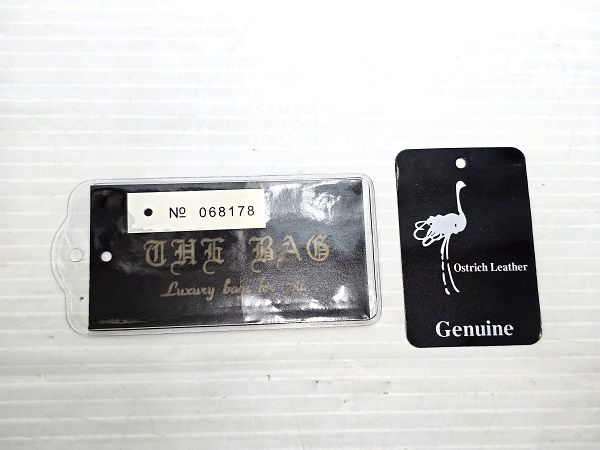 № 068178
THE BAG
Luxury bags for you
Ostrich Leather
Genuine